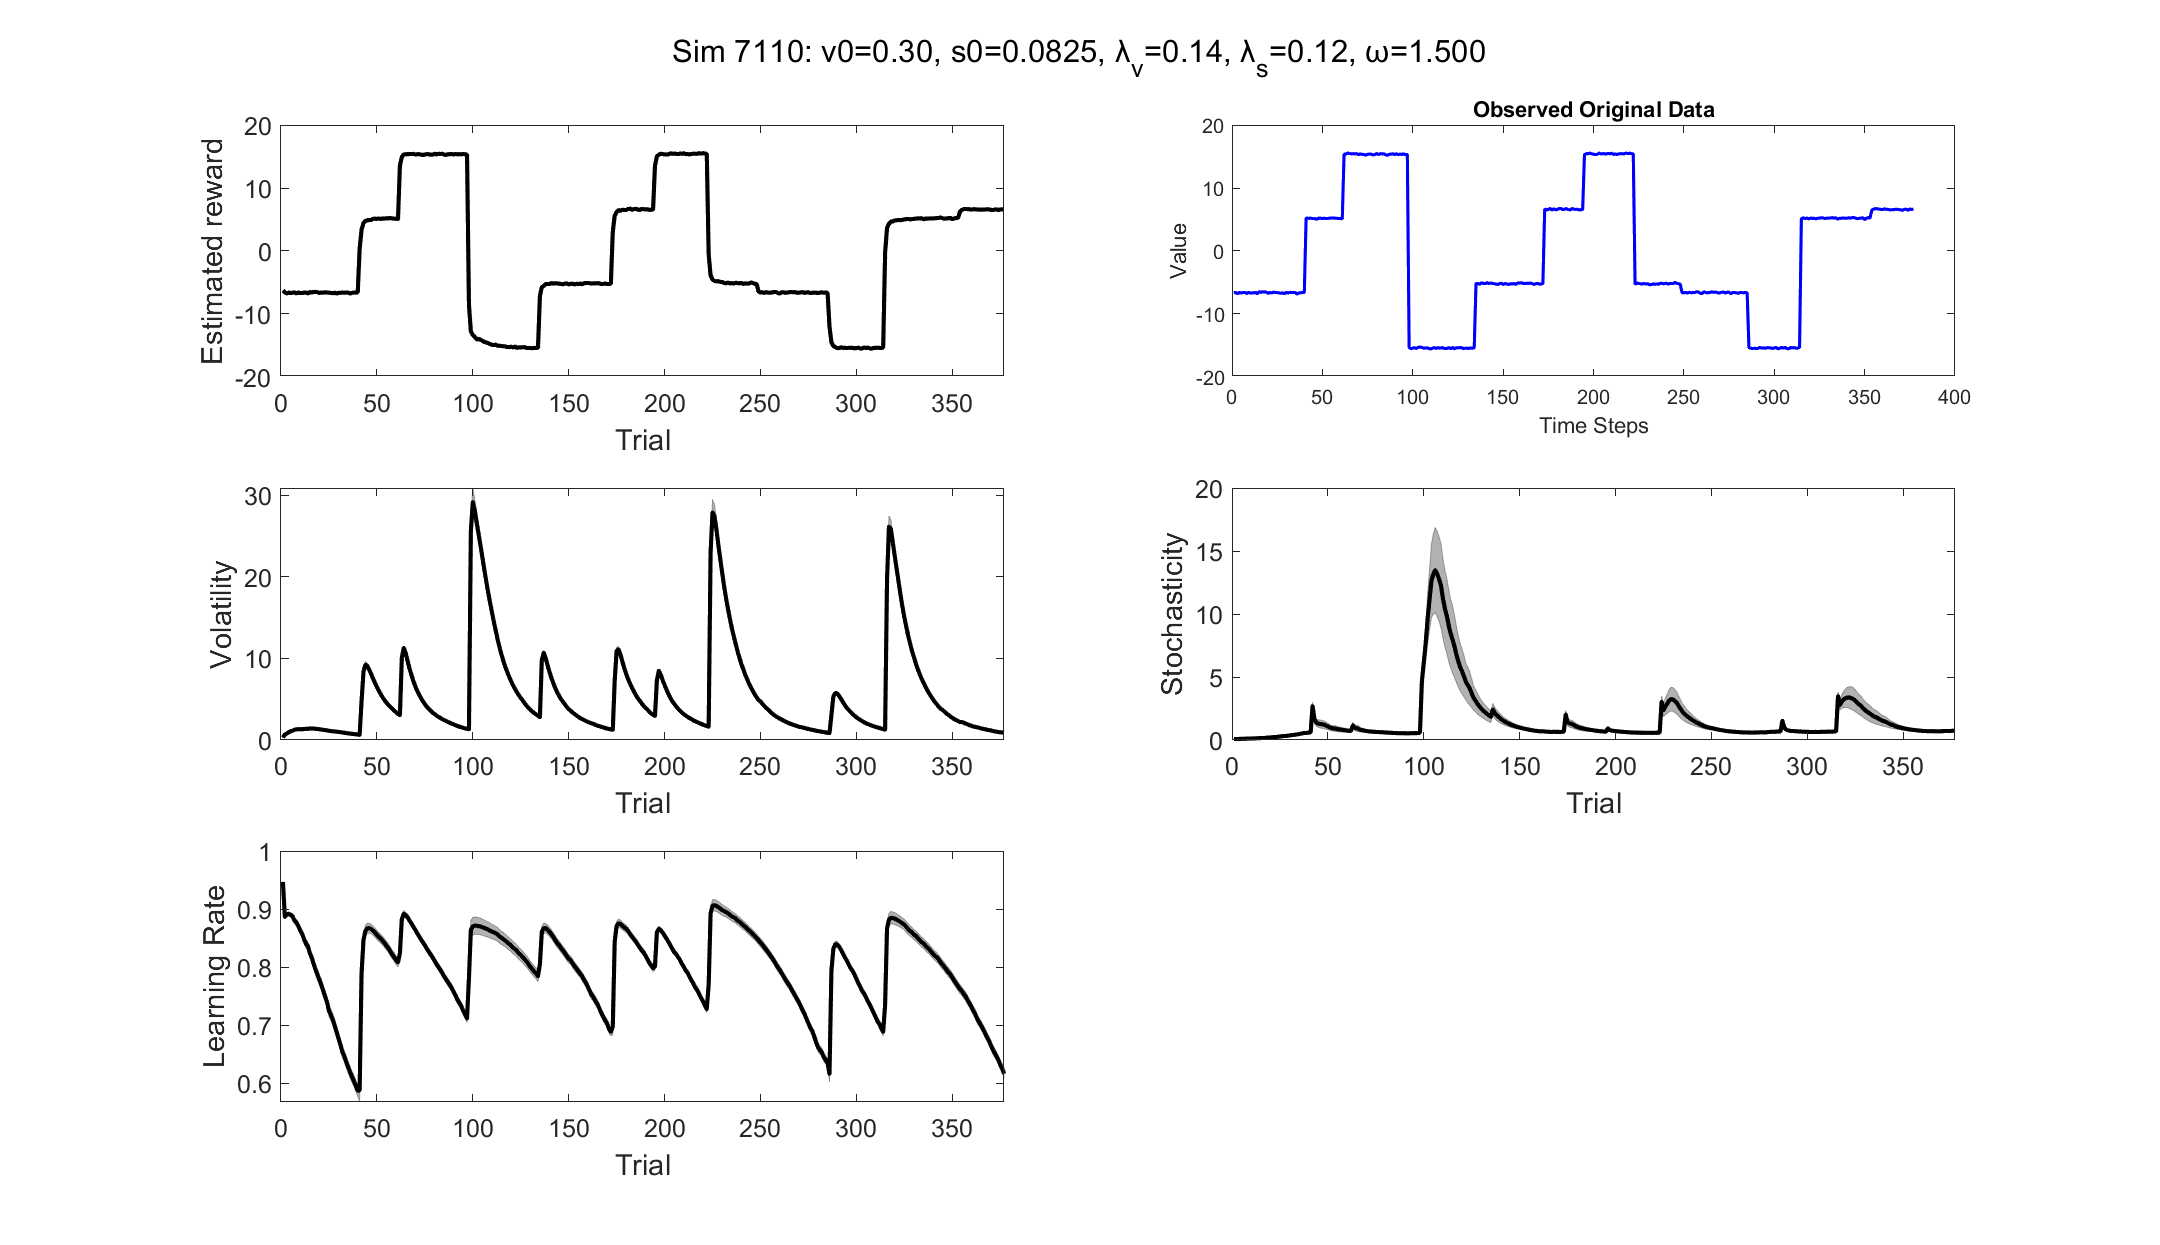 Sim 7110: v0=0.30, s0=0.0825, λv=0.14, λs=0.12, ω=1.500
20
10
0
-10
-20
Estimated reward
0 50 100 150 200 250 300 350
Trial
Observed Original Data
20
10
0
-10
-20
Value
0 50 100 150 200 250 300 350 400
Time Steps
30
20
10
0
Volatility
0 50 100 150 200 250 300 350
Trial
20
15
10
5
0
Stochasticity
0 50 100 150 200 250 300 350
Trial
1
0.9
0.8
0.7
0.6
Learning Rate
0 50 100 150 200 250 300 350
Trial